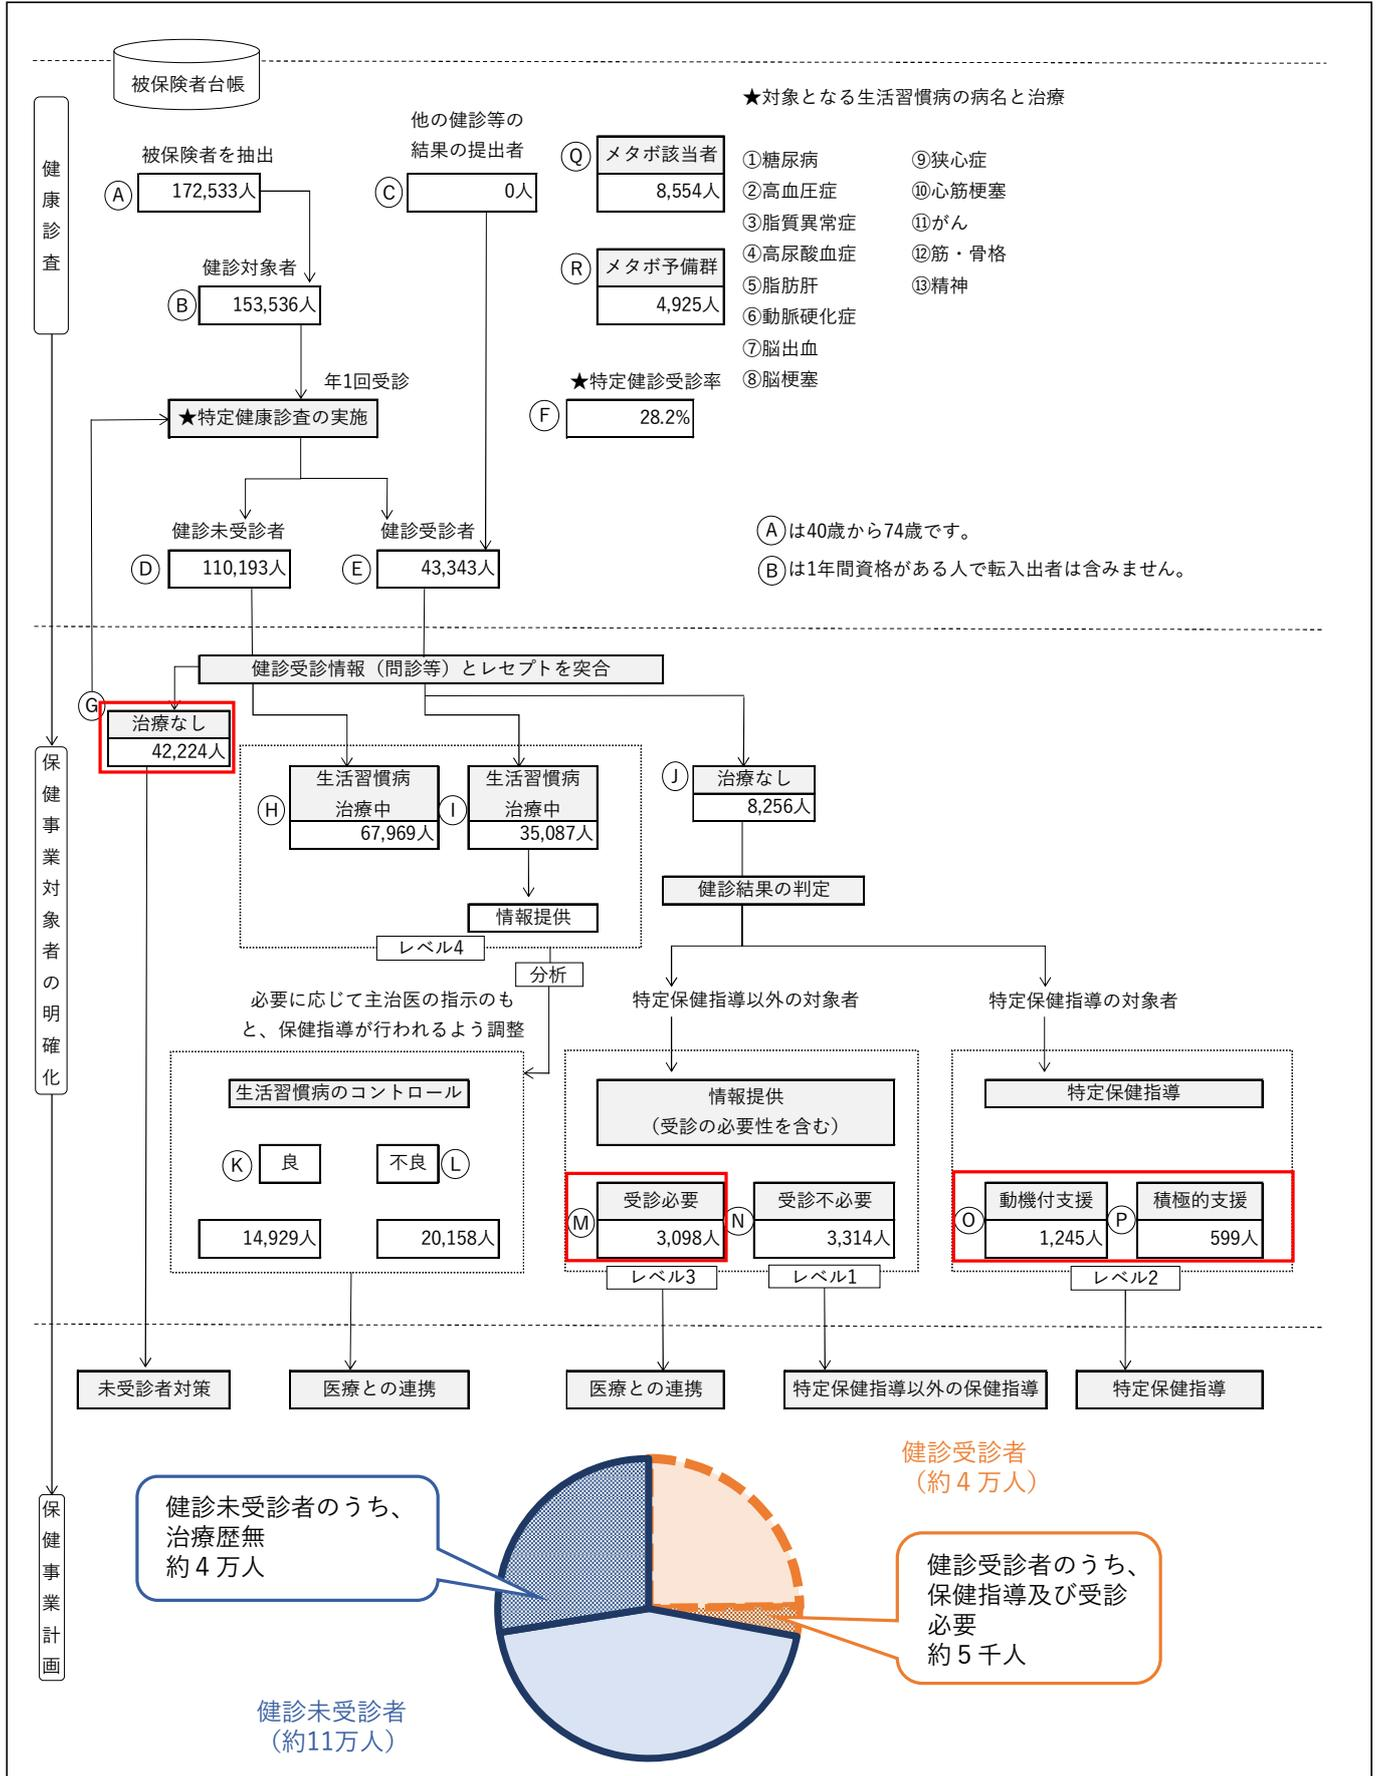 被保険者台帳
健康診査
被保険者を抽出
A
172,533人
他の健診等の
結果の提出者
C
0人
Q
メタボ該当者
8,554人
R
メタボ予備群
4,925人
★対象となる生活習慣病の病名と治療
①糖尿病
②高血圧症
③脂質異常症
④高尿酸血症
⑤脂肪肝
⑥動脈硬化症
⑦脳出血
⑧脳梗塞
⑨狭心症
⑩心筋梗塞
⑪がん
⑫筋・骨格
⑬精神
健診対象者
B
153,536人
年1回受診
★特定健康診査の実施
★特定健診受診率
F
28.2%
健診未受診者
D
110,193人
健診受診者
E
43,343人
Aは40歳から74歳です。
Bは1年間資格がある人で転入出者は含みません。
保健事業対象者の明確化
健診受診情報（問診等）とレセプトを突合
G
治療なし
42,224人
H
生活習慣病
治療中
67,969人
I
生活習慣病
治療中
35,087人
情報提供
レベル4
分析
J
治療なし
8,256人
健診結果の判定
必要に応じて主治医の指示のも
と、保健指導が行われるよう調整
特定保健指導以外の対象者
特定保健指導の対象者
生活習慣病のコントロール
K
良
不良
L
14,929人
20,158人
情報提供
（受診の必要性を含む）
M
受診必要
3,098人
N
受診不必要
3,314人
レベル3
レベル1
特定保健指導
O
動機付支援
1,245人
P
積極的支援
599人
レベル2
保健事業計画
未受診者対策
医療との連携
医療との連携
特定保健指導以外の保健指導
特定保健指導
健診受診者
（約４万人）
健診未受診者のうち、
治療歴無
約４万人
健診受診者のうち、
保健指導及び受診
必要
約５千人
健診未受診者
（約11万人）